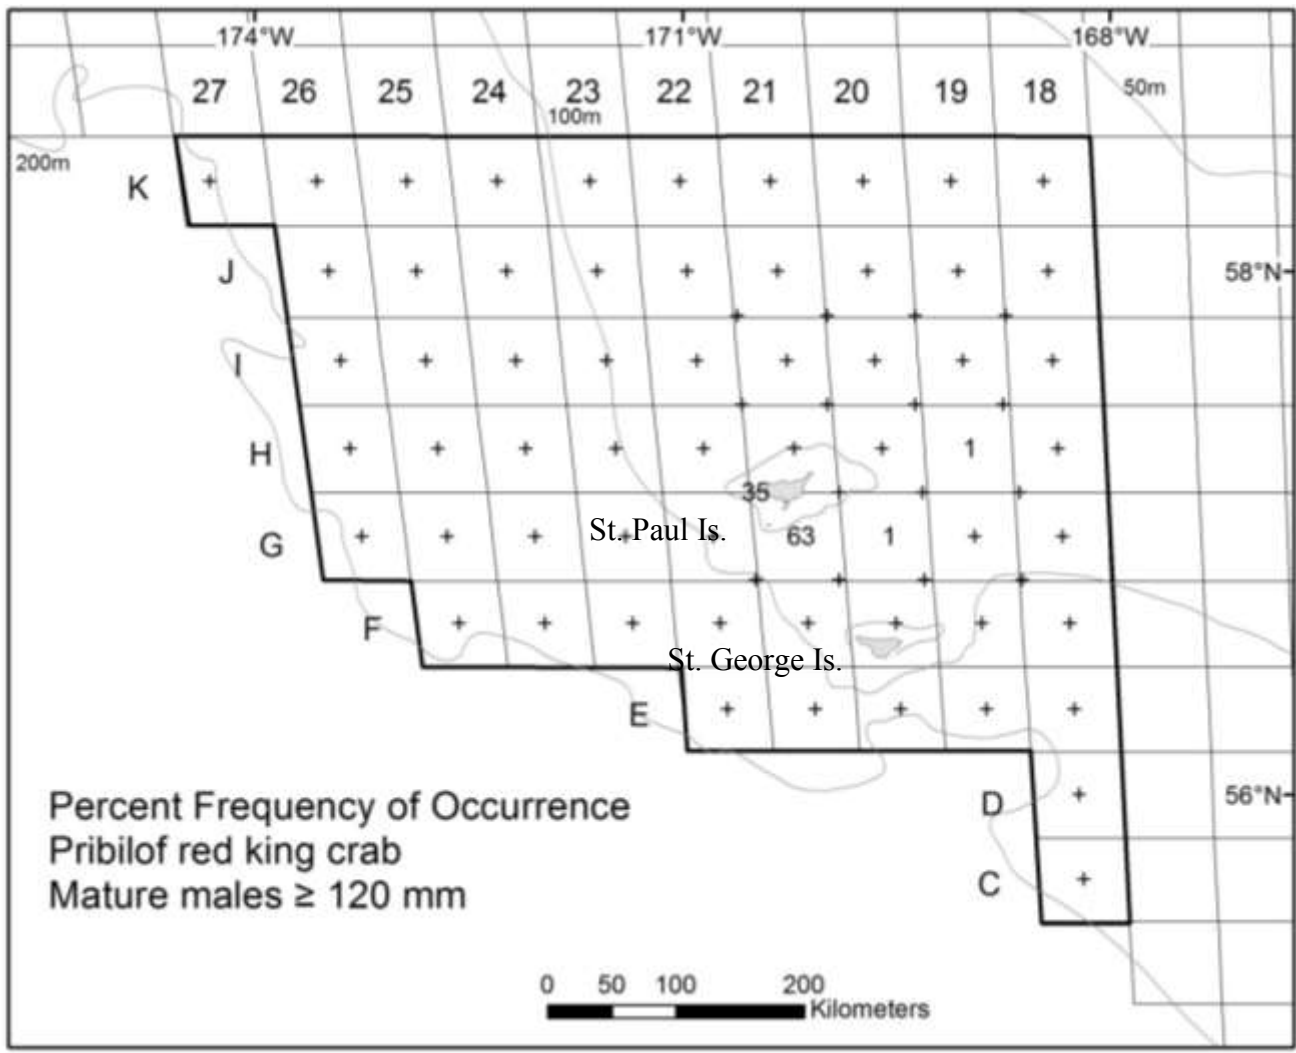 174°W 171°W 168°W
27 26 25 24 23 22 21 20 19 18
50m
100m
200m
K
J
58°N
I
H
1
35
G
St. Paul Is.
63
1
F
St. George Is.
E
D
56°N
C
Percent Frequency of Occurrence
Pribilof red king crab
Mature males ≥ 120 mm
0 50 100 200
Kilometers